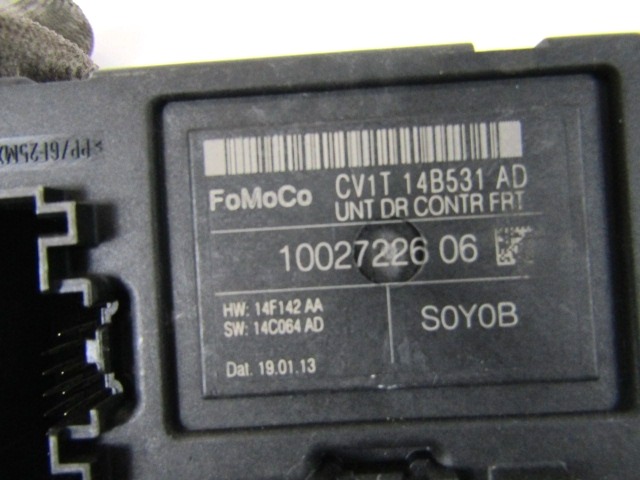 FoMoCo CV1T 14B531 AD
UNT DR CONTR FRT
10027226 06
HW: 14F142 AA
SW: 14C064 AD
S0Y0B
Dat. 19.01.13